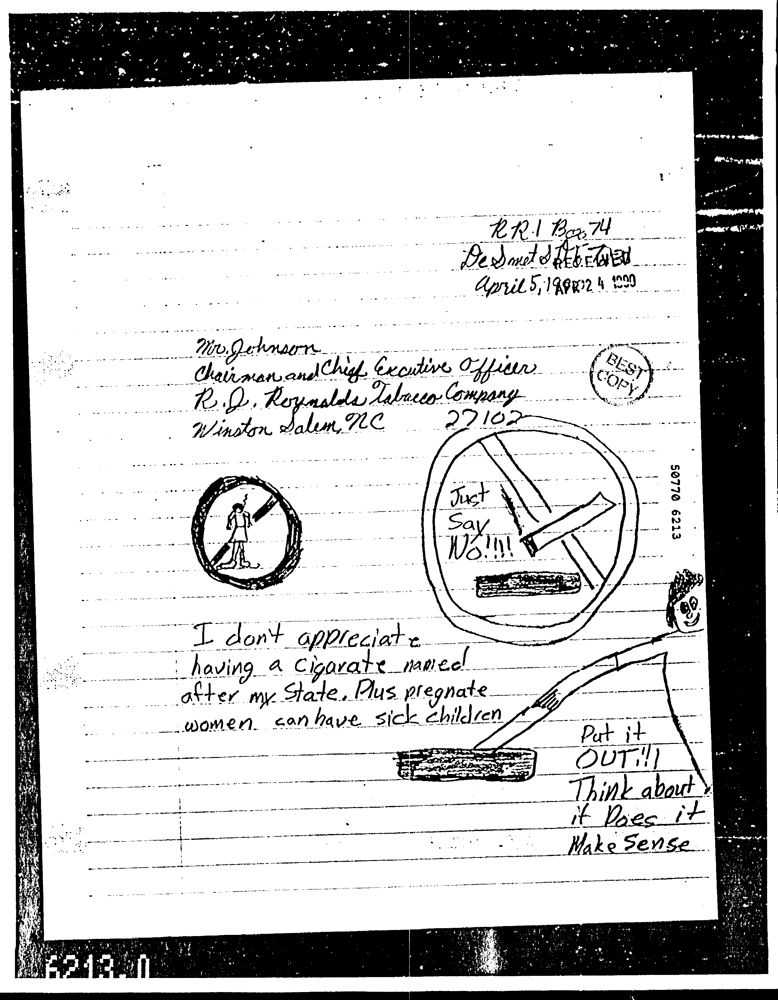 R R 1 Box 74
De Smet S.D.
RECEIVED
April 5, 19
APR 24 1990
Mr. Johnson
Chairman and Chief Executive Officer
R. J. Reynolds Tabacco Company
Winston Salem, NC 27102
BEST
COPY
Just
Say
No!!!!
50770 6213
I don't appreciate
having a cigarate named
after my State. Plus pregnate
women can have sick children
Put it
OUT!!!
Think about
it Does it
Make Sense
6213.0